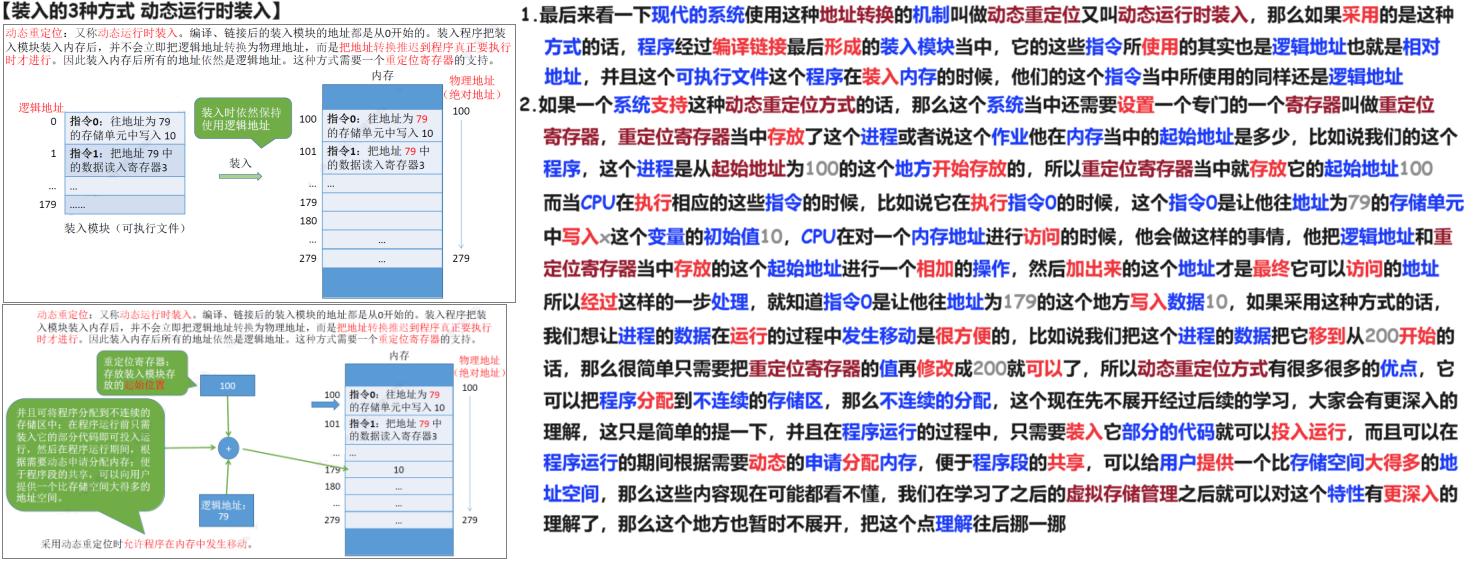 【装入的3种方式 动态运行时装入】
动态重定位：又称动态运行时装入。编译、链接后的装入模块的地址都是从0开始的。装入程序把装
入模块装入内存后，并不会立即把逻辑地址转换为物理地址，而是把地址转换推迟到程序真正要执行
时才进行。因此装入内存后所有的地址依然是逻辑地址。这种方式需要一个重定位寄存器的支持。
内存
物理地址
（绝对地址）
逻辑地址
0
指令0：往地址为 79
的存储单元中写入 10
1
指令1：把地址 79 中
的数据读入寄存器3
...
...
179
......
装入模块（可执行文件）
装入时依然保持
使用逻辑地址
装入
100
指令0：往地址为 79
的存储单元中写入 10
100
101
指令1：把地址 79 中
的数据读入寄存器3
...
...
179
180
...
...
279
...
279
动态重定位：又称动态运行时装入。编译、链接后的装入模块的地址都是从0开始的。装入程序把装
入模块装入内存后，并不会立即把逻辑地址转换为物理地址，而是把地址转换推迟到程序真正要执行
时才进行。因此装入内存后所有的地址依然是逻辑地址。这种方式需要一个重定位寄存器的支持。
内存
物理地址
（绝对地址）
重定位寄存器：
存放装入模块存
放的起始位置
100
并且可将程序分配到不连续的
存储区中；在程序运行前只需
装入它的部分代码即可投入运
行，然后在程序运行期间，根
据需要动态申请分配内存；便
于程序段的共享，可以向用户
提供一个比存储空间大得多的
地址空间。
+
逻辑地址：
79
100
指令0：往地址为 79
的存储单元中写入 10
100
101
指令1：把地址 79 中
的数据读入寄存器3
...
...
179
10
180
...
...
...
279
...
279
采用动态重定位时允许程序在内存中发生移动。
1.最后来看一下现代的系统使用这种地址转换的机制叫做动态重定位又叫动态运行时装入，那么如果采用的是这种
方式的话，程序经过编译链接最后形成的装入模块当中，它的这些指令所使用的其实也是逻辑地址也就是相对
地址，并且这个可执行文件这个程序在装入内存的时候，他们的这个指令当中所使用的同样还是逻辑地址
2.如果一个系统支持这种动态重定位方式的话，那么这个系统当中还需要设置一个专门的一个寄存器叫做重定位
寄存器，重定位寄存器当中存放了这个进程或者说这个作业他在内存当中的起始地址是多少，比如说我们的这个
程序，这个进程是从起始地址为100的这个地方开始存放的，所以重定位寄存器当中就存放它的起始地址100
而当CPU在执行相应的这些指令的时候，比如说它在执行指令0的时候，这个指令0是让他往地址为79的存储单元
中写入x这个变量的初始值10，CPU在对一个内存地址进行访问的时候，他会做这样的事情，他把逻辑地址和重
定位寄存器当中存放的这个起始地址进行一个相加的操作，然后加出来的这个地址才是最终它可以访问的地址
所以经过这样的一步处理，就知道指令0是让他往地址为179的这个地方写入数据10，如果采用这种方式的话，
我们想让进程的数据在运行的过程中发生移动是很方便的，比如说我们把这个进程的数据把它移到从200开始的
话，那么很简单只需要把重定位寄存器的值再修改成200就可以了，所以动态重定位方式有很多很多的优点，它
可以把程序分配到不连续的存储区，那么不连续的分配，这个现在先不展开经过后续的学习，大家会有更深入的
理解，这只是简单的提一下，并且在程序运行的过程中，只需要装入它部分的代码就可以投入运行，而且可以在
程序运行的期间根据需要动态的申请分配内存，便于程序段的共享，可以给用户提供一个比存储空间大得多的地
址空间，那么这些内容现在可能都看不懂，我们在学习了之后的虚拟存储管理之后就可以对这个特性有更深入的
理解了，那么这个地方也暂时不展开，把这个点理解往后挪一挪